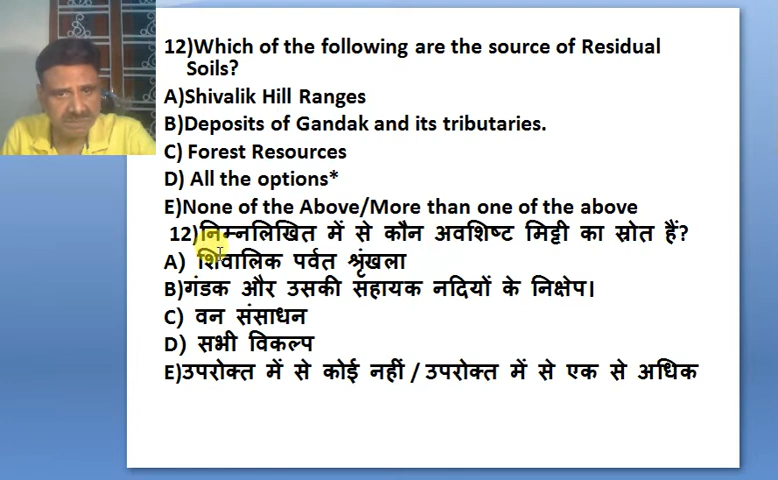 12)Which of the following are the source of Residual
Soils?
A)Shivalik Hill Ranges
B)Deposits of Gandak and its tributaries.
C) Forest Resources
D) All the options*
E)None of the Above/More than one of the above
12)निम्नलिखित में से कौन अवशिष्ट मिट्टी का स्रोत हैं?
A) शिवालिक पर्वत श्रृंखला
B)गंडक और उसकी सहायक नदियों के निक्षेप।
C) वन संसाधन
D) सभी विकल्प
E)उपरोक्त में से कोई नहीं / उपरोक्त में से एक से अधिक